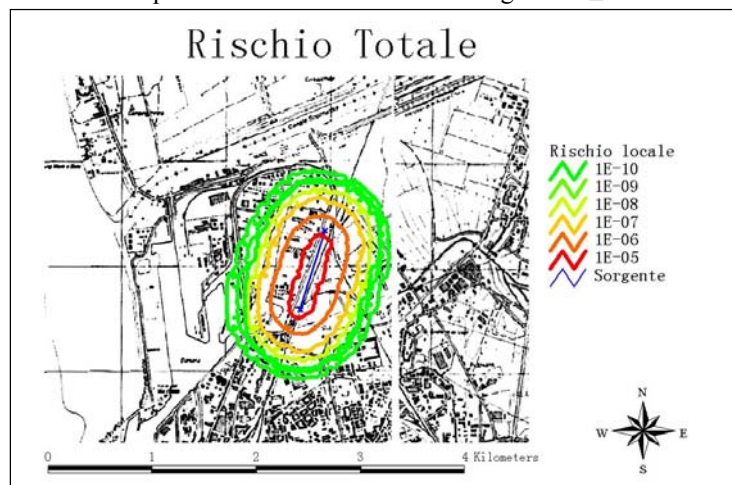 Rischio Totale
Rischio locale
1E-10
1E-09
1E-08
1E-07
1E-06
1E-05
Sorgente
N
W E
S
0 1 2 3 4 Kilometers